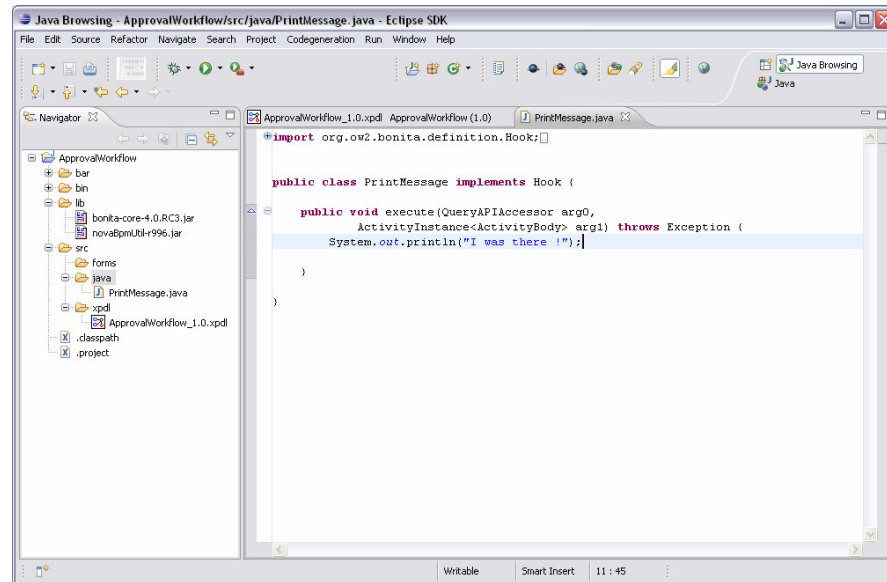 Java Browsing - ApprovalWorkflow/src/java/PrintMessage.java - Eclipse SDK
File Edit Source Refactor Navigate Search Project Codegeneration Run Window Help
Java Browsing
Java
Navigator
ApprovalWorkflow_1.0.xpdl ApprovalWorkflow (1.0)
PrintMessage.java
ApprovalWorkflow
bar
bin
lib
bonita-core-4.0.RC3.jar
novaBpmUtil-r996.jar
src
forms
java
PrintMessage.java
xpdl
ApprovalWorkflow_1.0.xpdl
.classpath
.project
import org.ow2.bonita.definition.Hook;
public class PrintMessage implements Hook {
public void execute(QueryAPIAccessor arg0,
ActivityInstance<ActivityBody> arg1) throws Exception {
System.out.println("I was there !");
}
}
Writable
Smart Insert
11 : 45